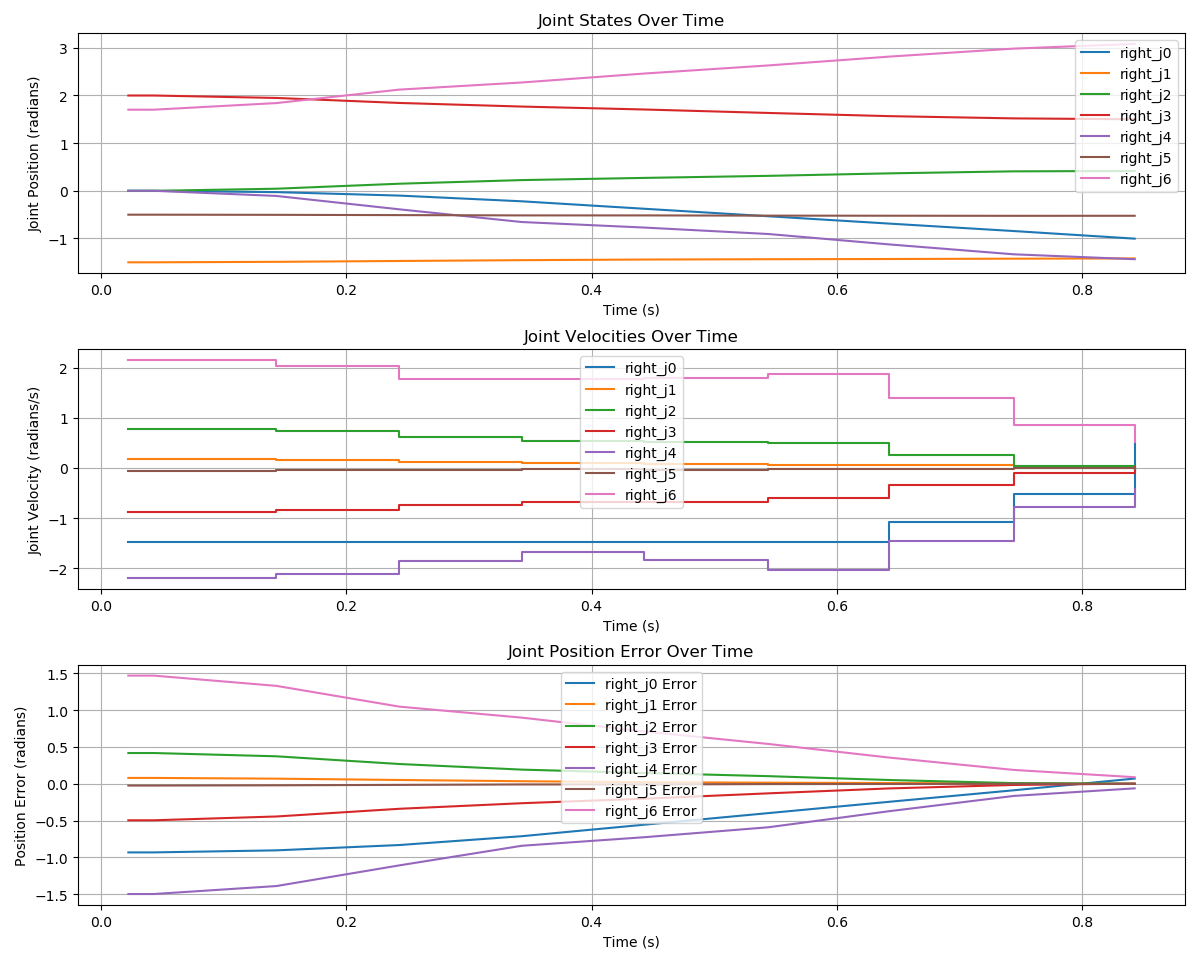 Joint States Over Time
Joint Position (radians)
3
2
1
0
−1
right_j0
right_j1
right_j2
right_j3
right_j4
right_j5
right_j6
0.0 0.2 0.4 0.6 0.8
Time (s)
Joint Velocities Over Time
Joint Velocity (radians/s)
2
1
0
−1
−2
right_j0
right_j1
right_j2
right_j3
right_j4
right_j5
right_j6
0.0 0.2 0.4 0.6 0.8
Time (s)
Joint Position Error Over Time
Position Error (radians)
1.5
1.0
0.5
0.0
−0.5
−1.0
−1.5
right_j0 Error
right_j1 Error
right_j2 Error
right_j3 Error
right_j4 Error
right_j5 Error
right_j6 Error
0.0 0.2 0.4 0.6 0.8
Time (s)